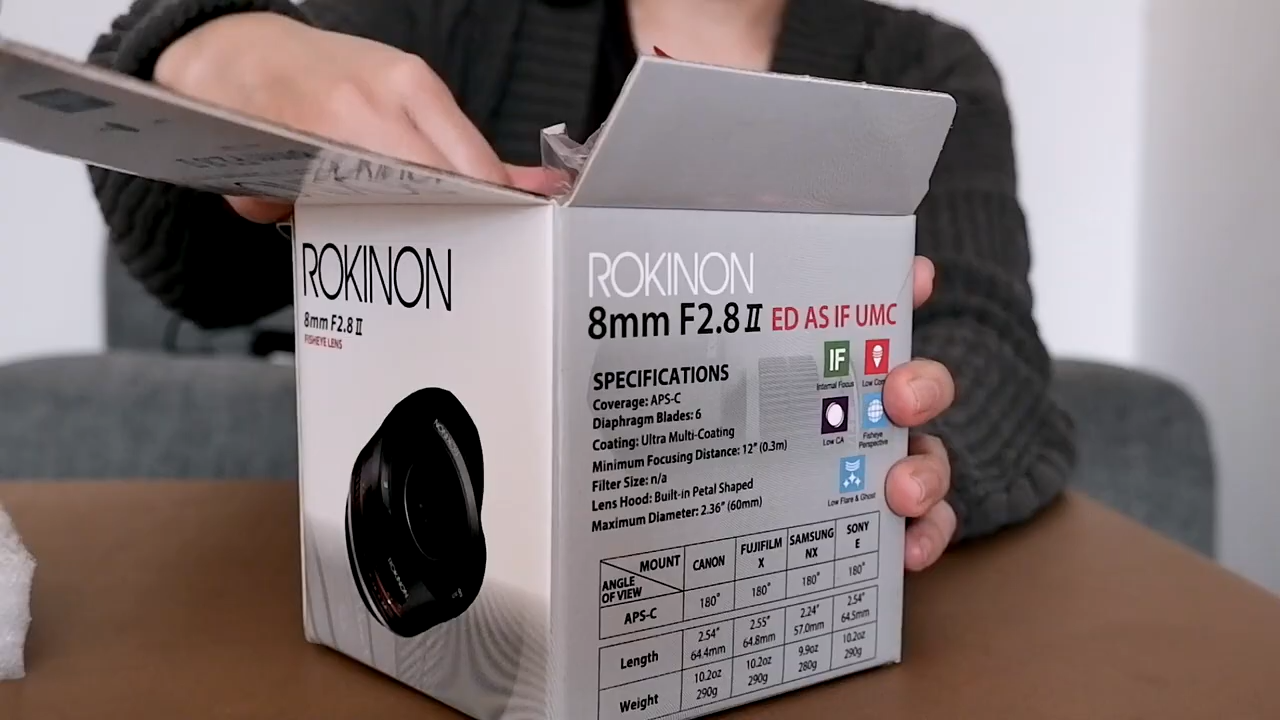 ROKINON
8mm F2.8 II
FISHEYE LENS
ROKINON
8mm F2.8 II ED AS IF UMC
SPECIFICATIONS
Coverage: APS-C
Diaphragm Blades: 6
Coating: Ultra Multi-Coating
Minimum Focusing Distance: 12" (0.3m)
Filter Size: n/a
Lens Hood: Built-in Petal Shaped
Maximum Diameter: 2.36" (60mm)
IF
Internal Focus
Low
Low CA
Fisheye
Perspective
Low Flare & Ghost
MOUNT CANON FUJIFILM X SAMSUNG NX SONY E
ANGLE OF VIEW
APS-C 180° 180° 180° 180°
Length 2.54" 64.4mm 2.55" 64.8mm 2.24" 57.0mm 2.54" 64.5mm
Weight 10.2oz 290g 10.2oz 290g 9.9oz 280g 10.2oz 290g